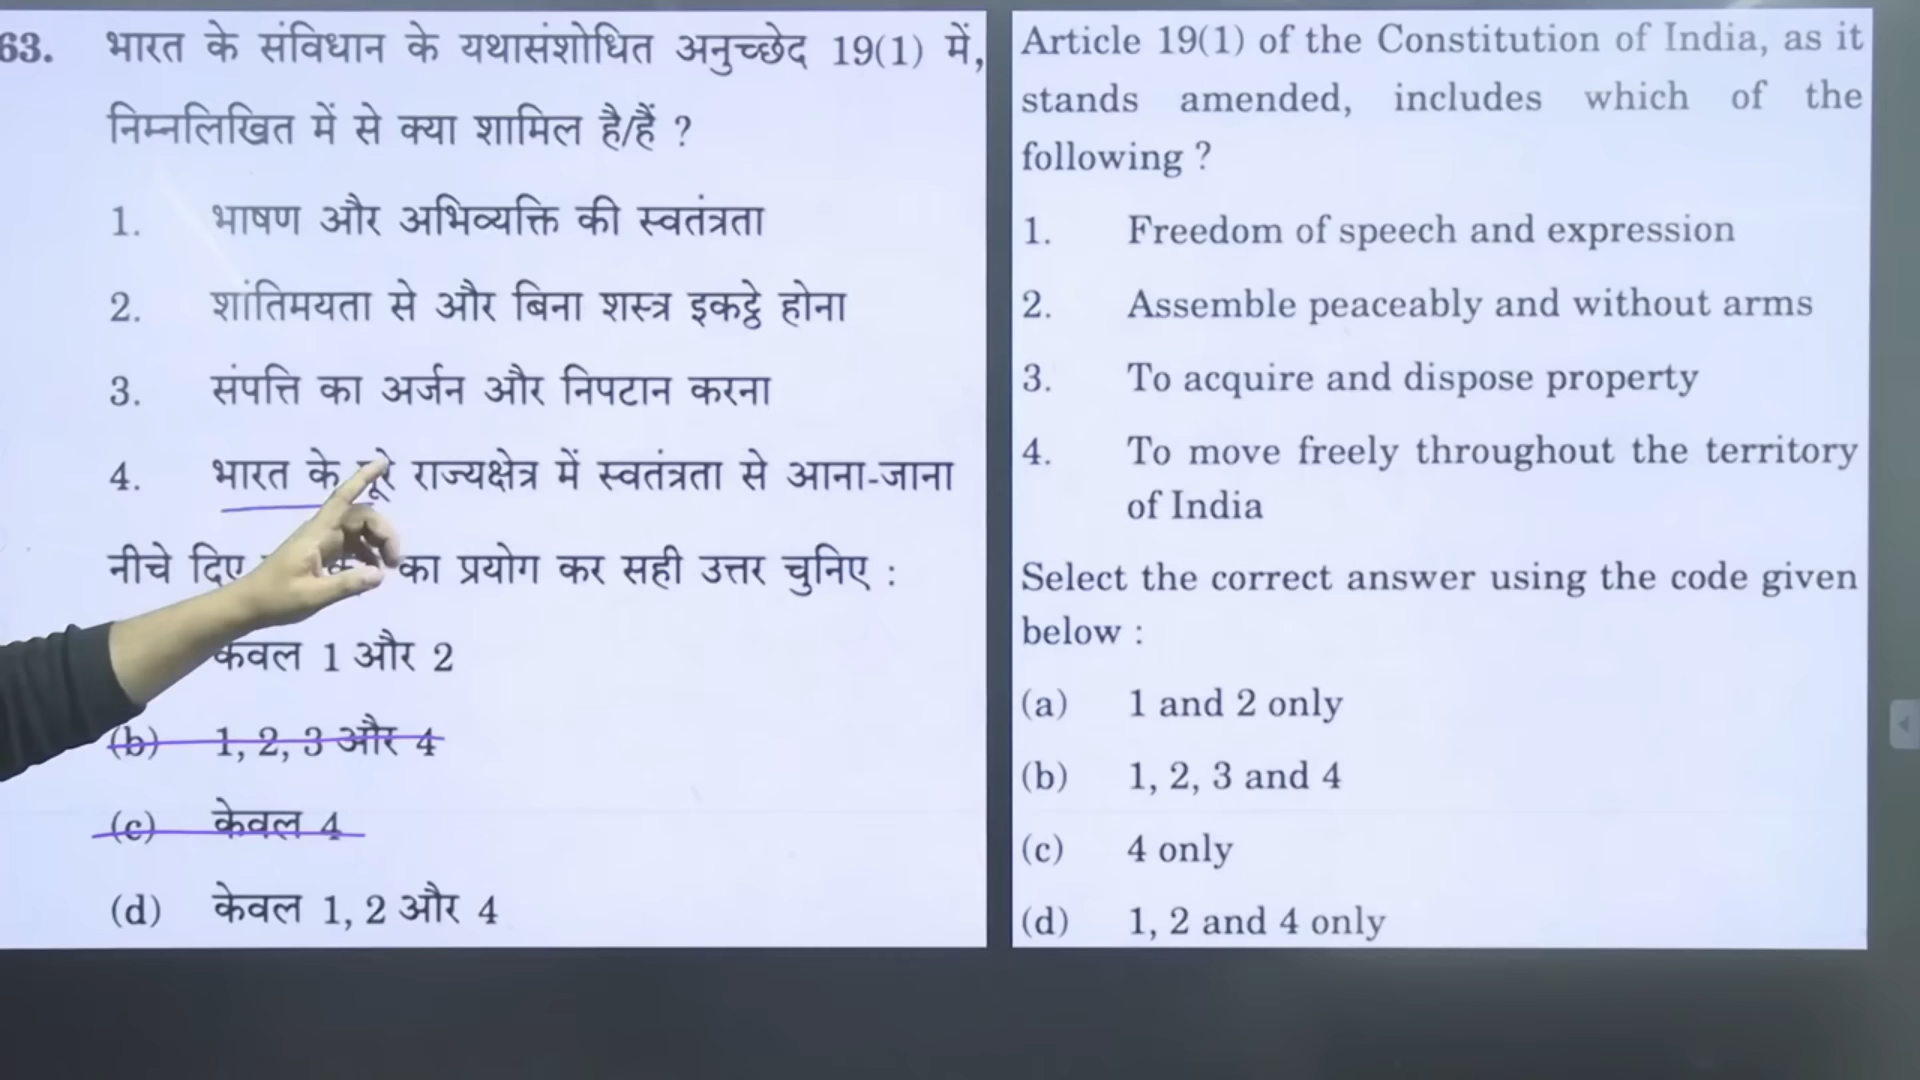 63. भारत के संविधान के यथासंशोधित अनुच्छेद 19(1) में,
निम्नलिखित में से क्या शामिल है/हैं ?
1. भाषण और अभिव्यक्ति की स्वतंत्रता
2. शांतिमयता से और बिना शस्त्र इकट्ठे होना
3. संपत्ति का अर्जन और निपटान करना
4. भारत के पूरे राज्यक्षेत्र में स्वतंत्रता से आना-जाना
नीचे दिए का प्रयोग कर सही उत्तर चुनिए :
केवल 1 और 2
(b) 1, 2, 3 और 4
(c) केवल 4
(d) केवल 1, 2 और 4
Article 19(1) of the Constitution of India, as it
stands amended, includes which of the
following ?
1. Freedom of speech and expression
2. Assemble peaceably and without arms
3. To acquire and dispose property
4. To move freely throughout the territory
of India
Select the correct answer using the code given
below :
(a) 1 and 2 only
(b) 1, 2, 3 and 4
(c) 4 only
(d) 1, 2 and 4 only